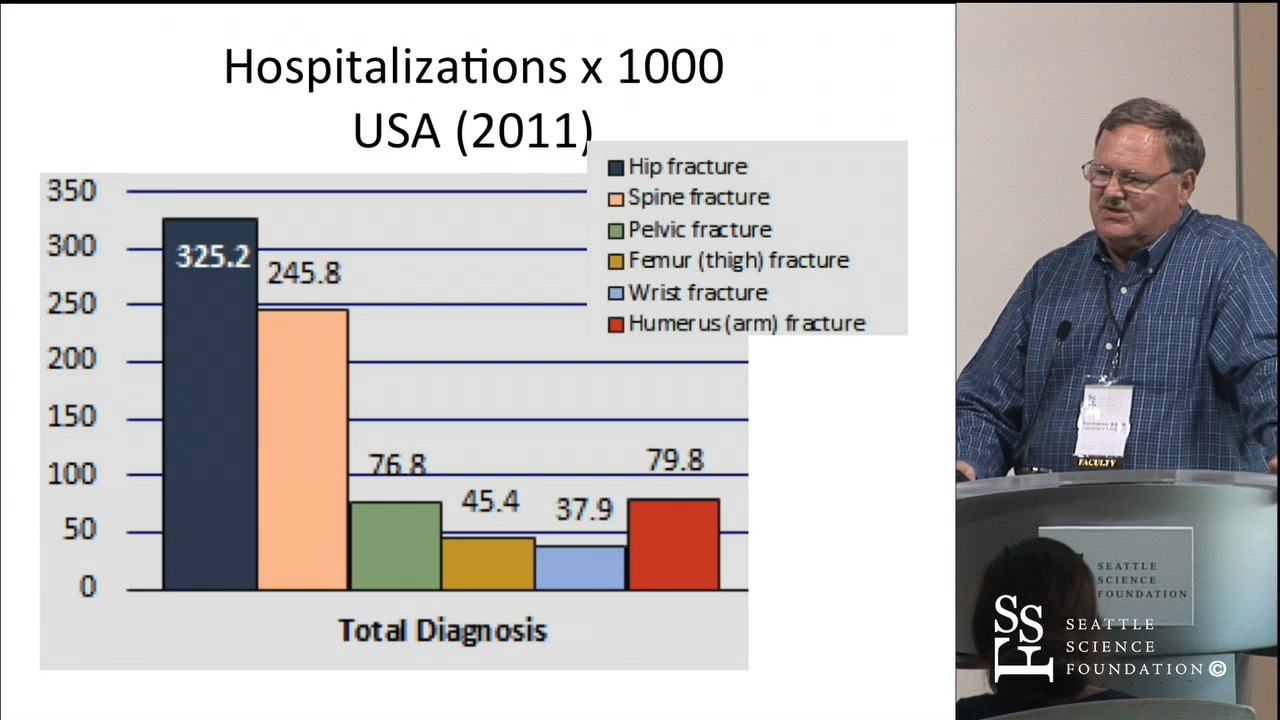 Hospitalizations x 1000
USA (2011)
Hip fracture
Spine fracture
Pelvic fracture
Femur (thigh) fracture
Wrist fracture
Humerus (arm) fracture
350
300
250
200
150
100
50
0
325.2
245.8
76.8
45.4
37.9
79.8
Total Diagnosis
FACULTY
SEATTLE
SCIENCE
FOUNDATION
SSF
SEATTLE
SCIENCE
FOUNDATION ©